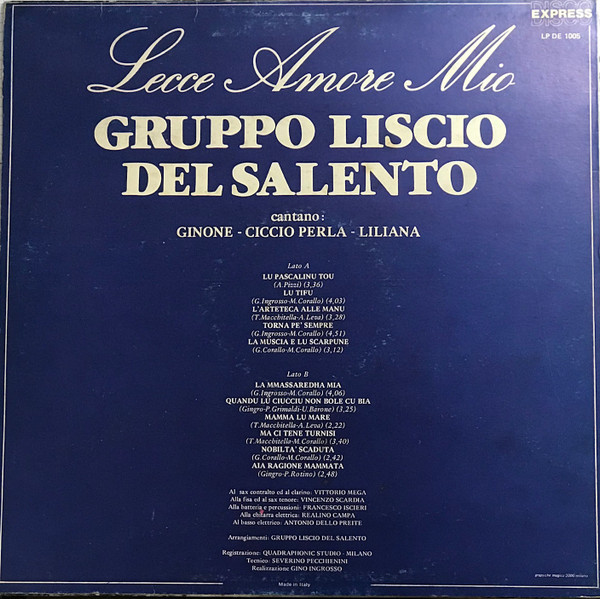 DISCO
EXPRESS
LP DE 1005
Lecce Amore Mio
GRUPPO LISCIO
DEL SALENTO
cantano:
GINONE - CICCIO PERLA - LILIANA
Lato A
LU PASCALINU TOU
(A.Pizzi) (3,36)
LU TIFU
(G.Ingrosso-M.Corallo) (4,03)
L'ARTETECA ALLE MANU
(T.Macchitella-A.Leva) (3,28)
TORNA PE' SEMPRE
(G.Ingrosso-M.Corallo) (4,51)
LA MUSCIA E LU SCARPUNE
(G.Corallo-M.Corallo) (3,12)
Lato B
LA MMASSAREDHA MIA
(G.Ingrosso-M.Corallo) (4,06)
QUANDU LU CIUCCIU NON BOLE CU BIA
(Gingro-P.Grimaldi-U.Barone) (3,25)
MAMMA LU MARE
(T.Macchitella-A.Leva) (2,22)
MA CI TENE TURNISI
(T.Macchitella-M.Corallo) (3,40)
NOBILTA' SCADUTA
(G.Corallo-M.Corallo) (2,42)
AIA RAGIONE MAMMATA
(Gingro-P.Rotino) (2,48)
Al sax contralto ed al clarino: VITTORIO MEGA
Alla fisa ed al sax tenore: VINCENZO SCARDIA
Alla batteria e percussioni: FRANCESCO ISCIERI
Alla chitarra elettrica: REALINO CAMPA
Al basso elettrico: ANTONIO DELLO PREITE
Arrangiamenti: GRUPPO LISCIO DEL SALENTO
Registrazione: QUADRAPHONIC STUDIO - MILANO
Tecnico: SEVERINO PECCHIENINI
Realizzazione GINO INGROSSO
Made in Italy